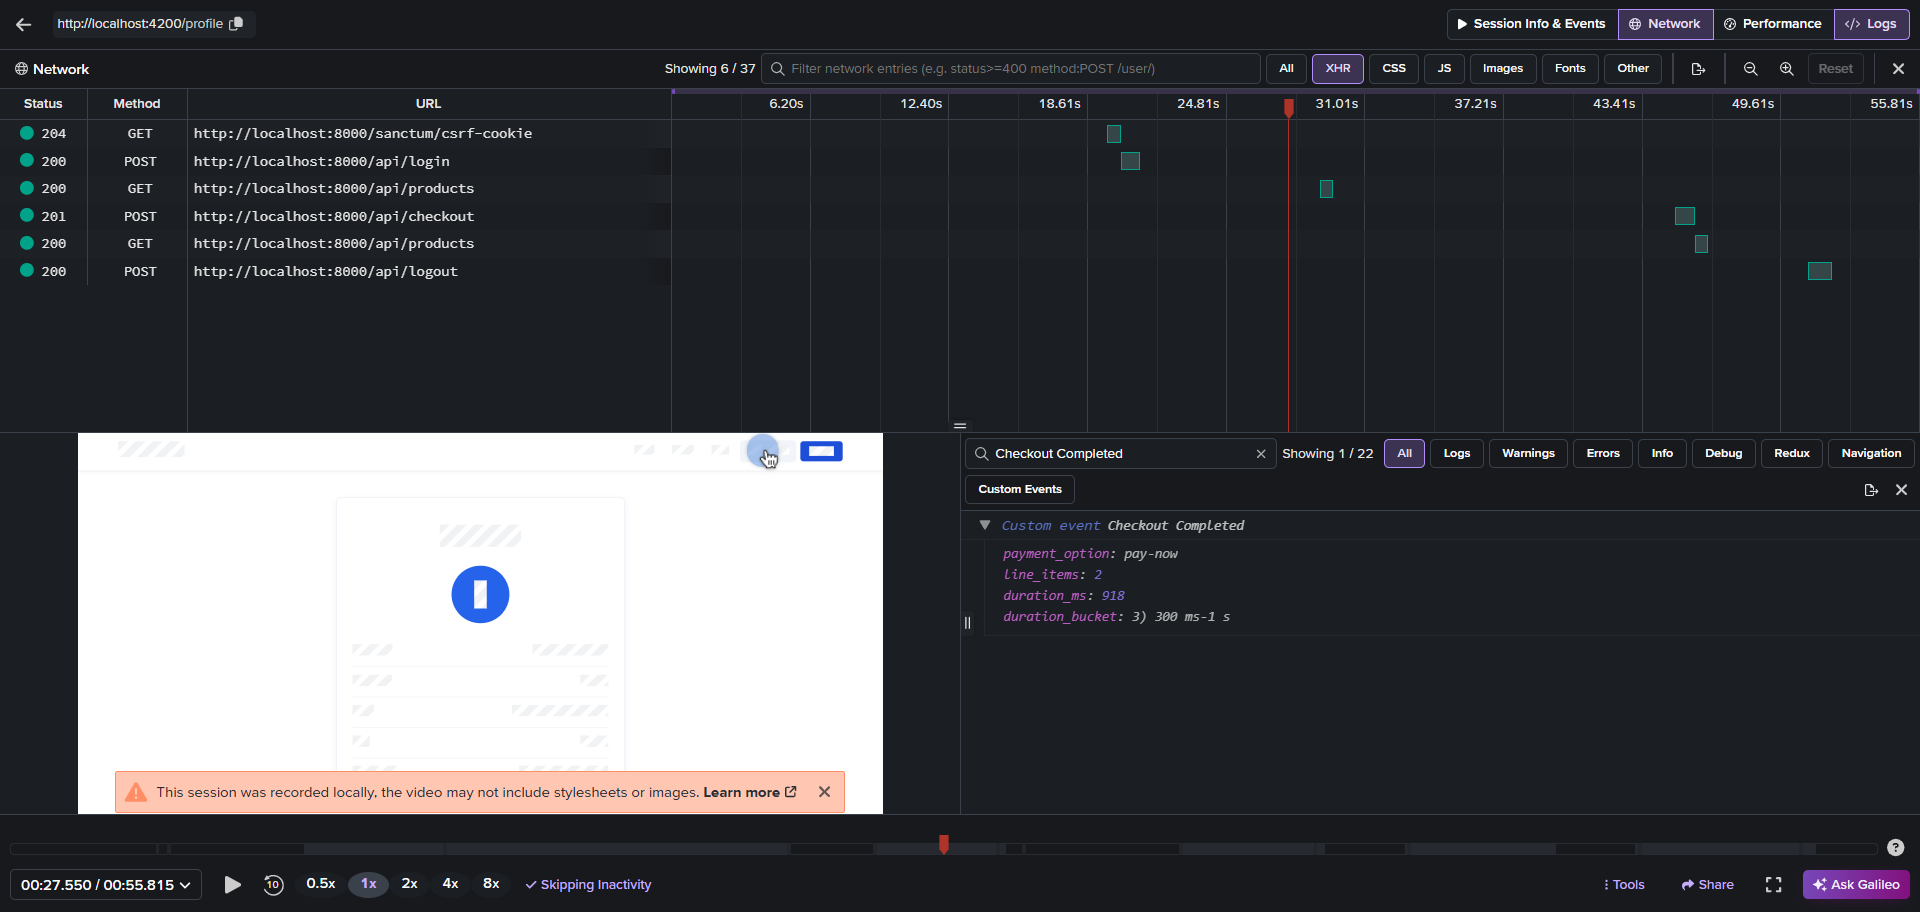 http://localhost:4200/profile
Session Info & Events Network Performance </> Logs
Network Showing 6 / 37 Filter network entries (e.g. status>=400 method:POST /user/) All XHR CSS JS Images Fonts Other Reset
Status Method URL 6.20s 12.40s 18.61s 24.81s 31.01s 37.21s 43.41s 49.61s 55.81s
204 GET http://localhost:8000/sanctum/csrf-cookie
200 POST http://localhost:8000/api/login
200 GET http://localhost:8000/api/products
201 POST http://localhost:8000/api/checkout
200 GET http://localhost:8000/api/products
200 POST http://localhost:8000/api/logout
Checkout Completed Showing 1 / 22 All Logs Warnings Errors Info Debug Redux Navigation
Custom Events
Custom event Checkout Completed
payment_option: pay-now
line_items: 2
duration_ms: 918
duration_bucket: 3) 300 ms-1 s
This session was recorded locally, the video may not include stylesheets or images. Learn more
?
00:27.550 / 00:55.815 10 0.5x 1x 2x 4x 8x Skipping Inactivity Tools Share Ask Galileo